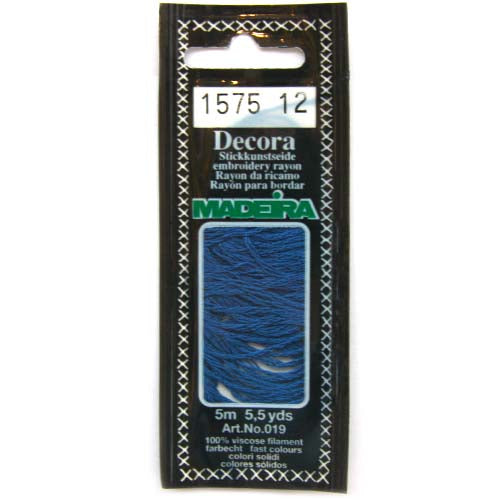 1575 12
Decora
Stickkunstseide
embroidery rayon
Rayon da ricamo
Rayón para bordar
MADEIRA
5m 5,5 yds
Art.No.019
100% viscose filament
farbecht fast colours
colori solidi
colores sólidos